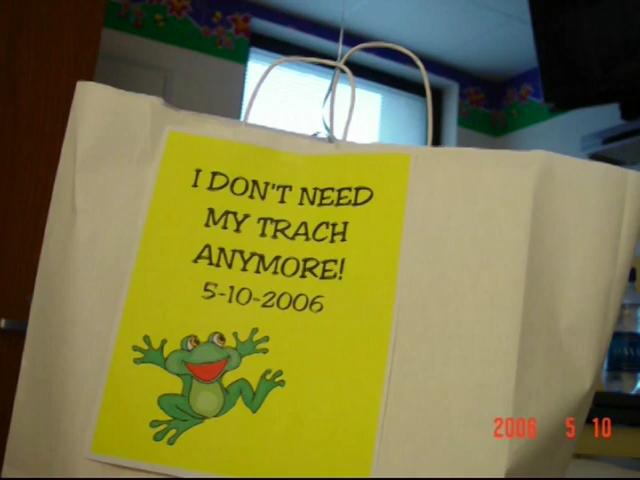 I DON'T NEED
MY TRACH
ANYMORE!
5-10-2006
2006 5 10